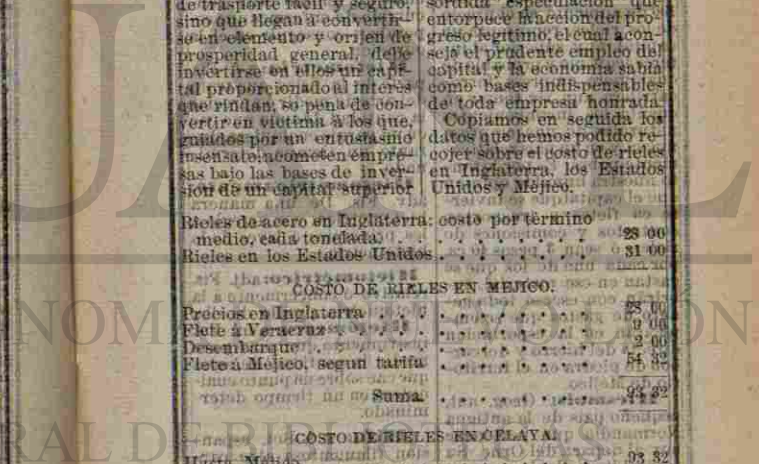 de trasporte fácil y seguro,
sino que llegan á convertir-
se en elemento y oríjen de
prosperidad general, debe
invertirse en ellos un capi-
tal proporcionado al interés
que rindan; so pena de con-
vertir en víctima á los que,
guiados por un entusiasmo
insensato, acometen empre-
sas bajo las bases de inver-
sion de un capital superior
sórdida especulacion que
entorpece la accion del pro-
greso legítimo, el cual acon-
seja el prudente empleo del
capital y la economía sabia
como bases indispensables
de toda empresa honrada.
Copiamos en seguida los
datos que hemos podido re-
cojer sobre el costo de rieles
en Inglaterra, los Estados
Unidos y Méjico.
Rieles de acero en Inglaterra: costo por término
medio, cada tonelada. . . . . . . . 28 00
Rieles en los Estados Unidos . . . . . . . 31 00
COSTO DE RIELES EN MEJICO.
Precios en Inglaterra . . . . . . . . 28 00
Flete á Veracruz . . . . . . . . 9 00
Desembarque . . . . . . . . 2 00
Flete á Méjico, segun tarifa . . . . . . 54 32
Suma . . . . . . 93 32
COSTO DE RIELES EN CELAYA.
Hasta Méjico . . . . . . . . 93 32